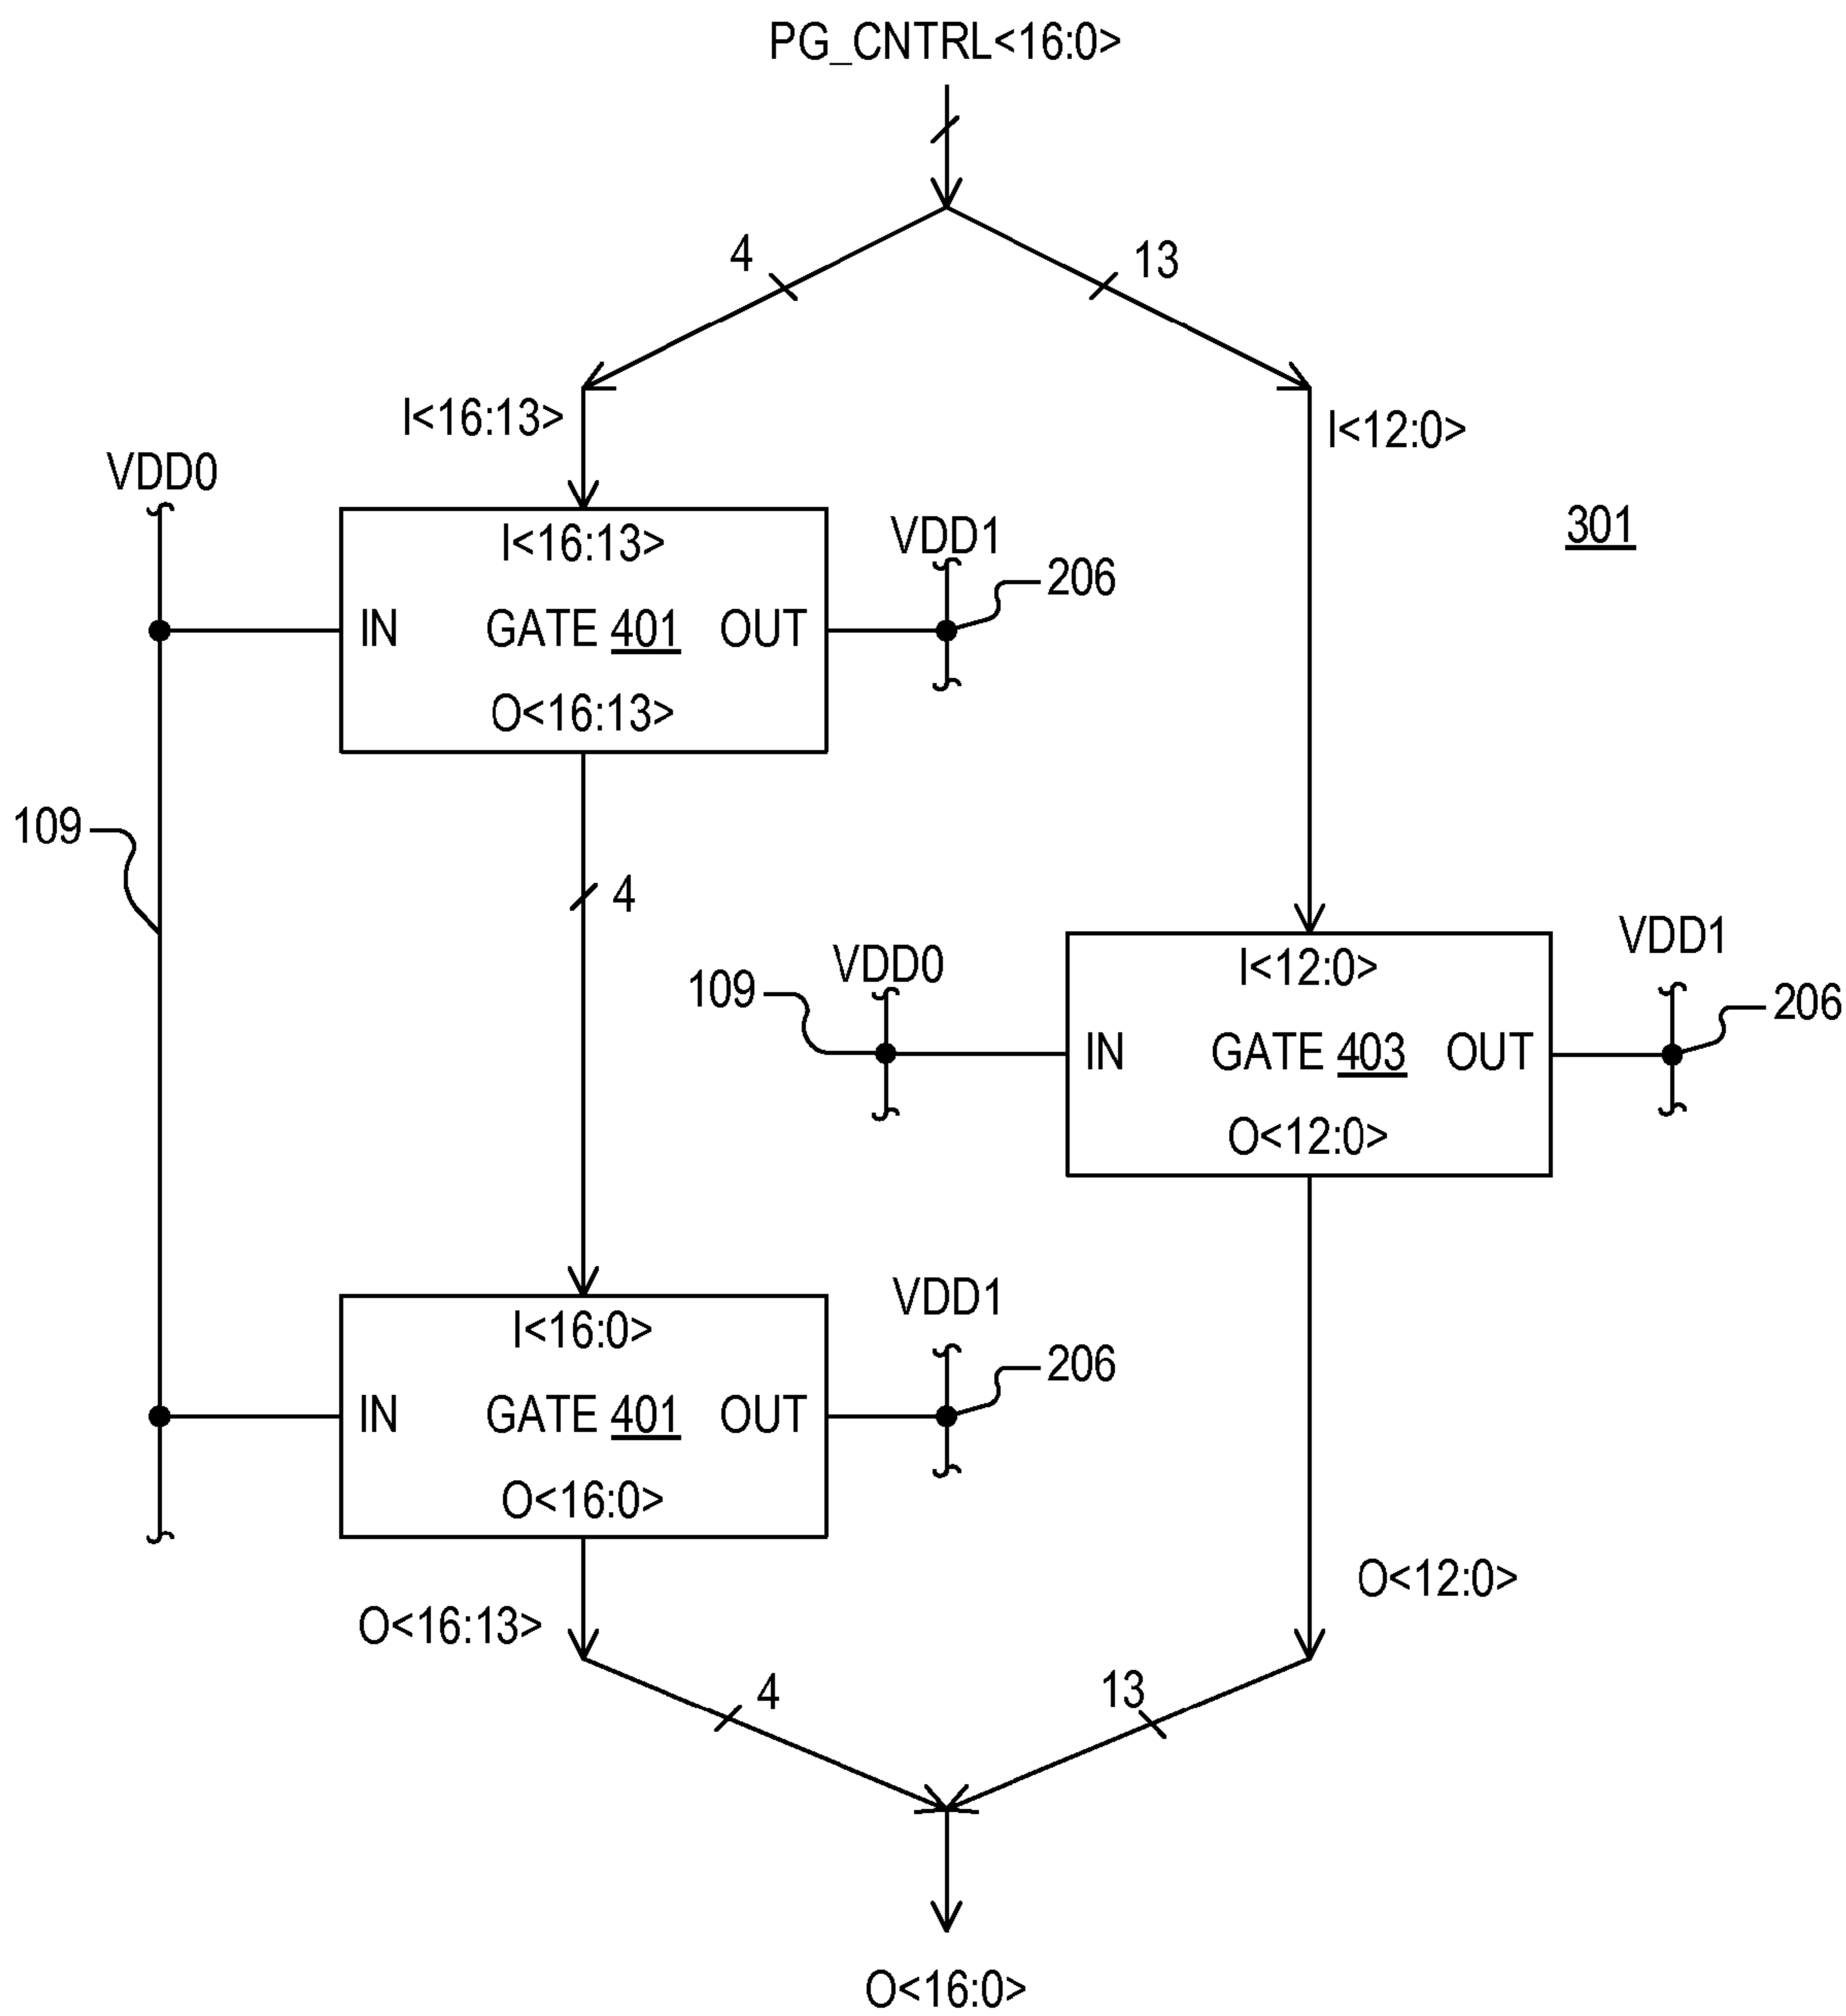 PG_CNTRL<16:0>
4
13
I<16:13>
I<12:0>
VDD0
301
I<16:13>
VDD1
206
IN GATE 401 OUT
O<16:13>
109
4
VDD1
I<12:0>
VDD0
109
206
IN GATE 403 OUT
O<12:0>
VDD1
I<16:0>
206
IN GATE 401 OUT
O<16:0>
O<12:0>
O<16:13>
4
13
O<16:0>